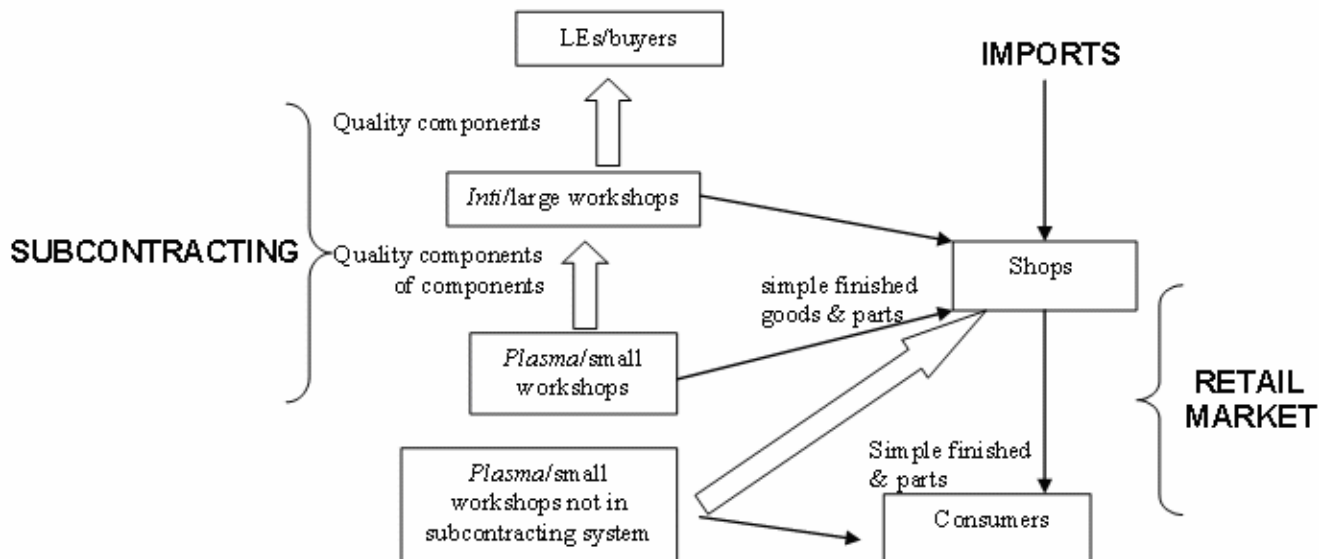 LEs/buyers
IMPORTS
Quality components
Inti/large workshops
SUBCONTRACTING
Quality components
of components
Shops
simple finished
goods & parts
Plasma/small
workshops
RETAIL
MARKET
Simple finished
& parts
Plasma/small
workshops not in
subcontracting system
Consumers